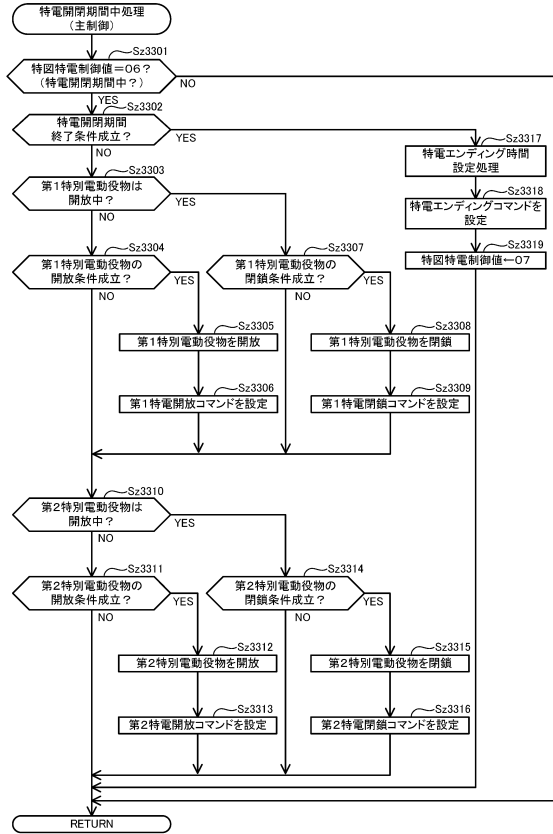 特電開閉期間中処理
(主制御)
Sz3301
特図特電制御値=06?
(特電開閉期間中?)
NO
YES
Sz3302
特電開閉期間
終了条件成立?
YES
NO
Sz3317
特電エンディング時間
設定処理
Sz3318
特電エンディングコマンドを
設定
Sz3319
特図特電制御値←07
Sz3303
第1特別電動役物は
開放中?
YES
NO
Sz3304
第1特別電動役物の
開放条件成立?
YES
NO
Sz3307
第1特別電動役物の
閉鎖条件成立?
YES
NO
Sz3305
第1特別電動役物を開放
Sz3308
第1特別電動役物を閉鎖
Sz3306
第1特電開放コマンドを設定
Sz3309
第1特電閉鎖コマンドを設定
Sz3310
第2特別電動役物は
開放中?
YES
NO
Sz3311
第2特別電動役物の
開放条件成立?
YES
NO
Sz3314
第2特別電動役物の
閉鎖条件成立?
YES
NO
Sz3312
第2特別電動役物を開放
Sz3315
第2特別電動役物を閉鎖
Sz3313
第2特電開放コマンドを設定
Sz3316
第2特電閉鎖コマンドを設定
RETURN